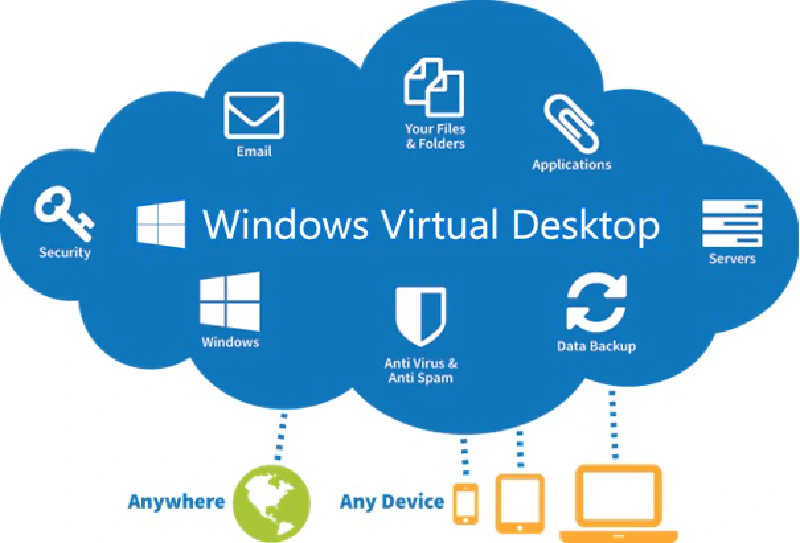 Your Files
& Folders
Email
Applications
Security
Windows Virtual Desktop
Servers
Windows
Anti Virus &
Anti Spam
Data Backup
Anywhere
Any Device